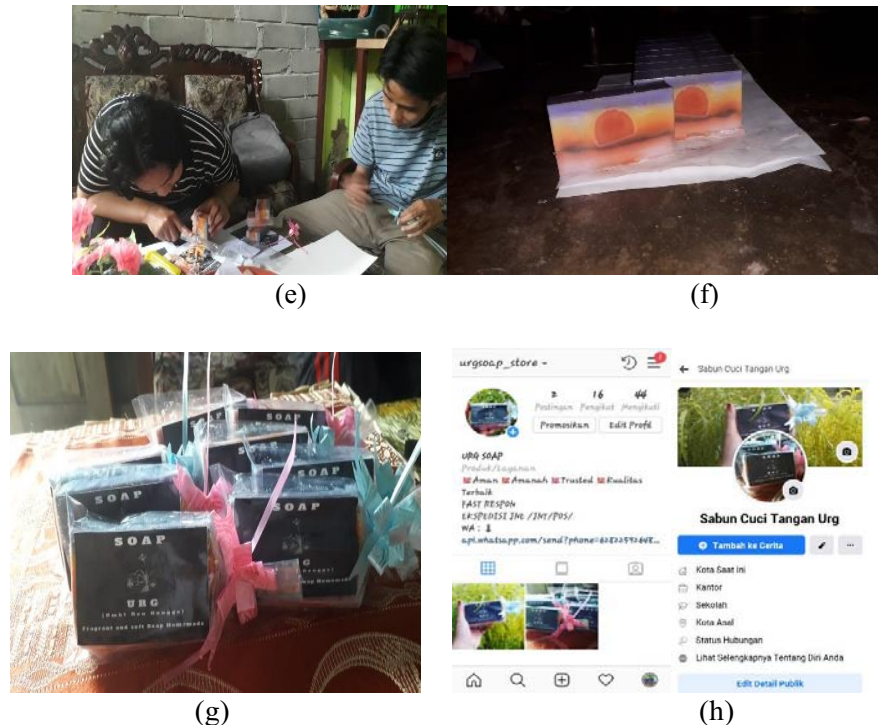 (e)
(f)
SOAP
SOAP
SOAP
SOAP
SOAP
URG
Fragrant and soft Soap Homemade
(g)
urgsoap_store
2 16 44
Postingan Pengikut Mengikuti
Promosikan Edit Profil
URG SOAP
Produk/Layanan
Aman Amanah Trusted Kualitas
Terbaik
FAST RESPON
EKSPEDISI JNE /JNT/POS/
WA :
Sabun Cuci Tangan Urg
Sabun Cuci Tangan Urg
Tambah ke Cerita
Kota Saat Ini
Kantor
Sekolah
Kota Asal
Status Hubungan
Lihat Selengkapnya Tentang Diri Anda
Edit Detail Publik
(h)